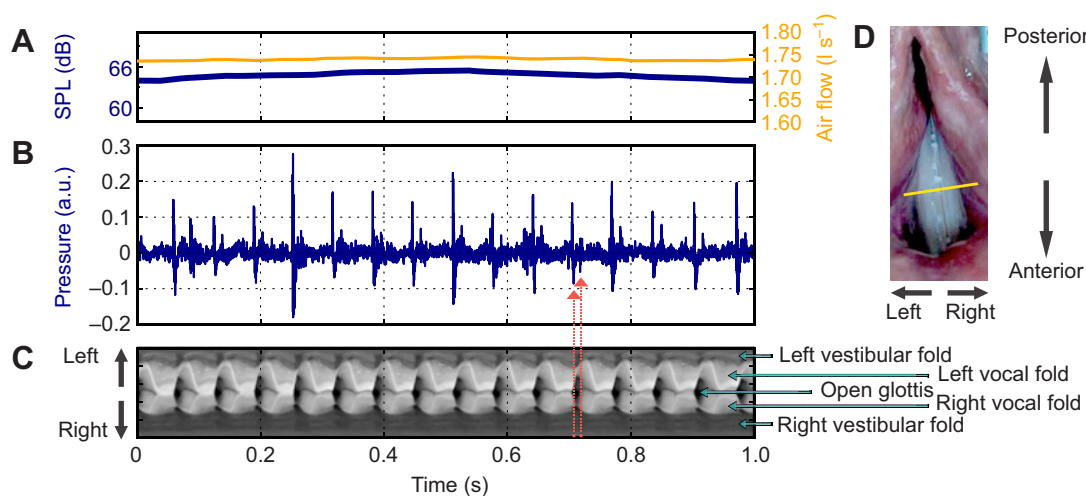 A
SPL (dB)
66
60
1.80
1.75
1.70
1.65
1.60
Air flow (l s⁻¹)
B
Pressure (a.u.)
0.3
0.2
0.1
0
–0.1
–0.2
C
Left
Right
Left vestibular fold
Left vocal fold
Open glottis
Right vocal fold
Right vestibular fold
0 0.2 0.4 0.6 0.8 1.0
Time (s)
D
Posterior
Anterior
Left Right